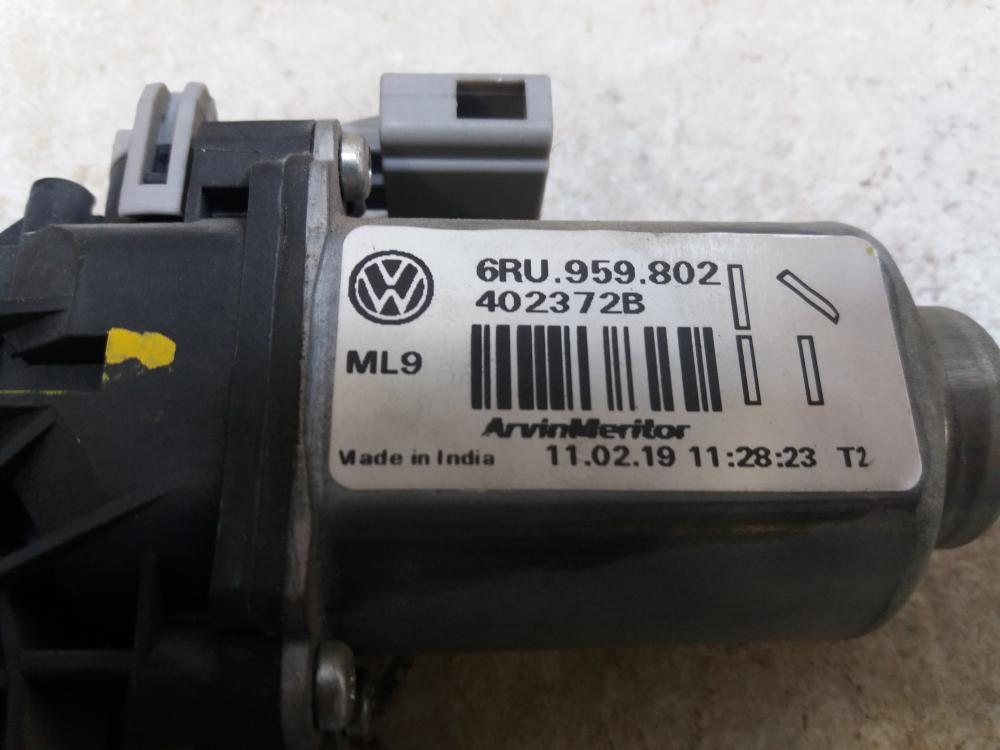 6RU.959.802
402372B
ML9
ArvinMeritor
Made in India 11.02.19 11:28:23 T2